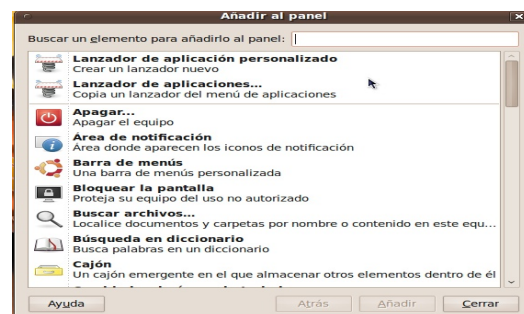 Añadir al panel
Buscar un elemento para añadirlo al panel:
Lanzador de aplicación personalizado
Crear un lanzador nuevo
Lanzador de aplicaciones...
Copia un lanzador del menú de aplicaciones
Apagar...
Apagar el equipo
Área de notificación
Área donde aparecen los iconos de notificación
Barra de menús
Una barra de menús personalizada
Bloquear la pantalla
Proteja su equipo del uso no autorizado
Buscar archivos...
Localice documentos y carpetas por nombre o contenido en este equ...
Búsqueda en diccionario
Busca palabras en un diccionario
Cajón
Un cajón emergente en el que almacenar otros elementos dentro de él
Ayuda Atrás Añadir Cerrar